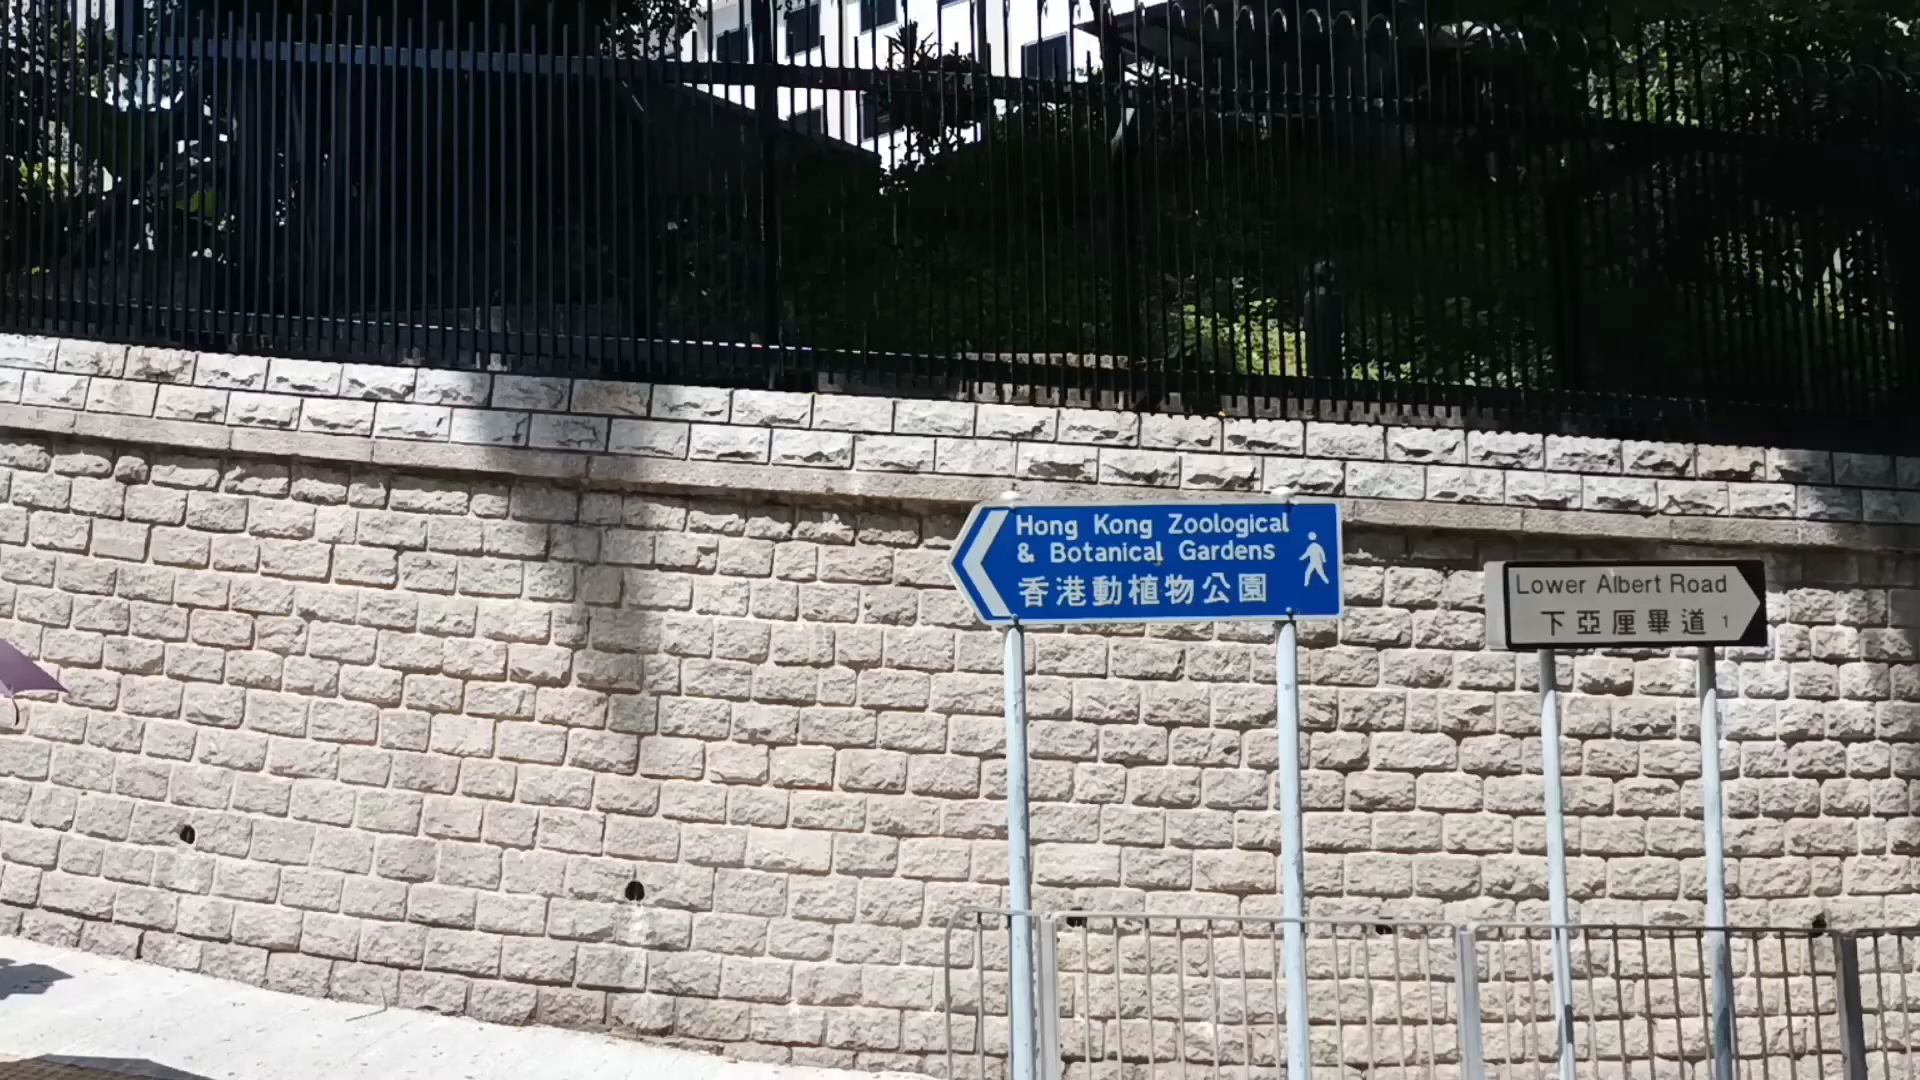 Hong Kong Zoological
& Botanical Gardens
香港動植物公園
Lower Albert Road
下亞厘畢道 1